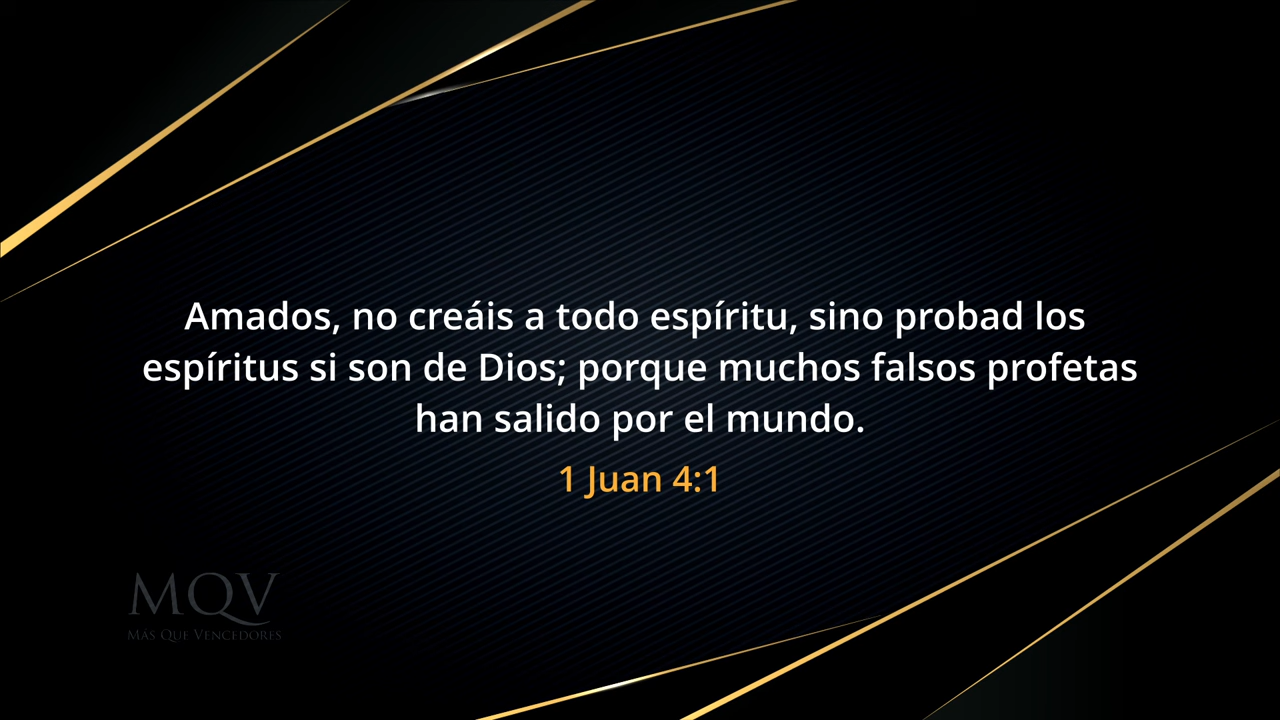 Amados, no creáis a todo espíritu, sino probad los
espíritus si son de Dios; porque muchos falsos profetas
han salido por el mundo.
1 Juan 4:1
MQV
Más Que Vencedores